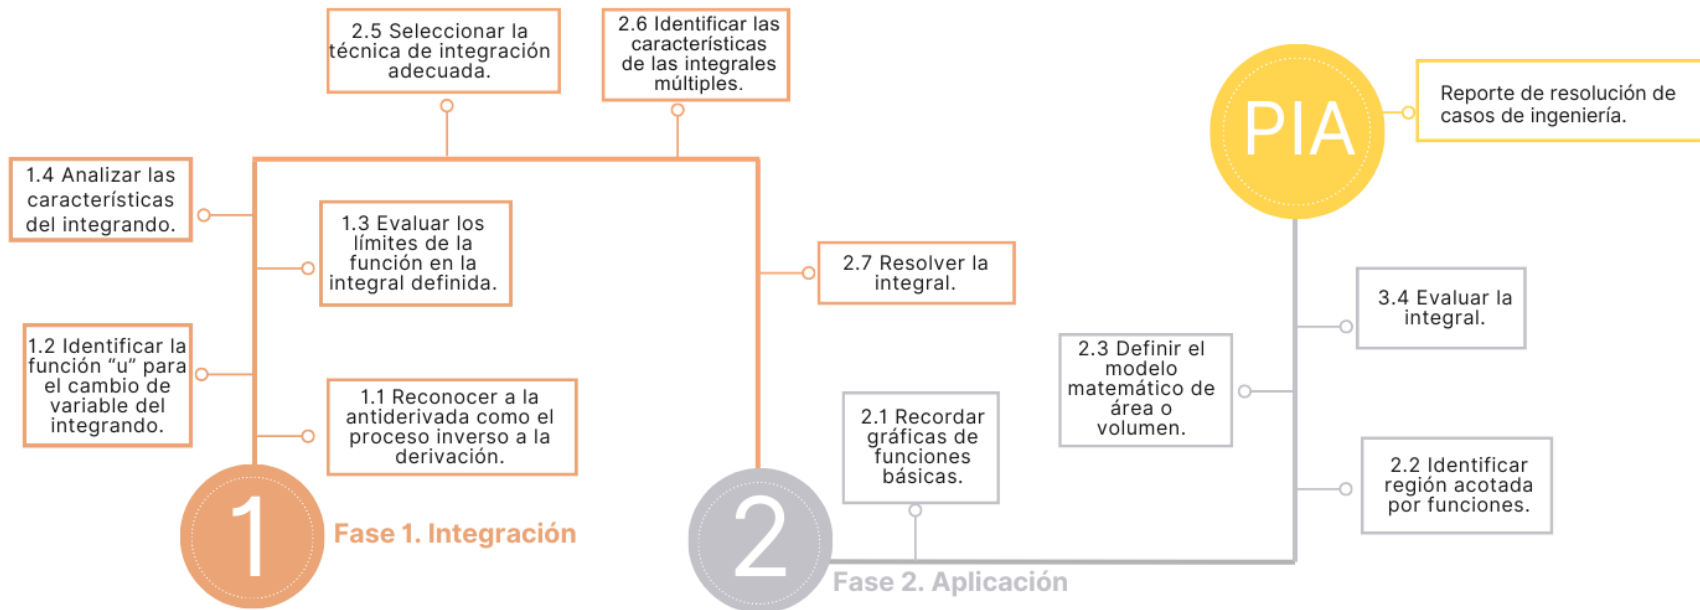 2.5 Seleccionar la
técnica de integración
adecuada.
2.6 Identificar las
características
de las integrales
múltiples.
PIA
Reporte de resolución de
casos de ingeniería.
1.4 Analizar las
características
del integrando.
1.3 Evaluar los
límites de la
función en la
integral definida.
2.7 Resolver la
integral.
3.4 Evaluar la
integral.
1.2 Identificar la
función “u” para
el cambio de
variable del
integrando.
1.1 Reconocer a la
antiderivada como el
proceso inverso a la
derivación.
2.1 Recordar
gráficas de
funciones
básicas.
2.3 Definir el
modelo
matemático de
área o
volumen.
2.2 Identificar
región acotada
por funciones.
1
Fase 1. Integración
2
Fase 2. Aplicación